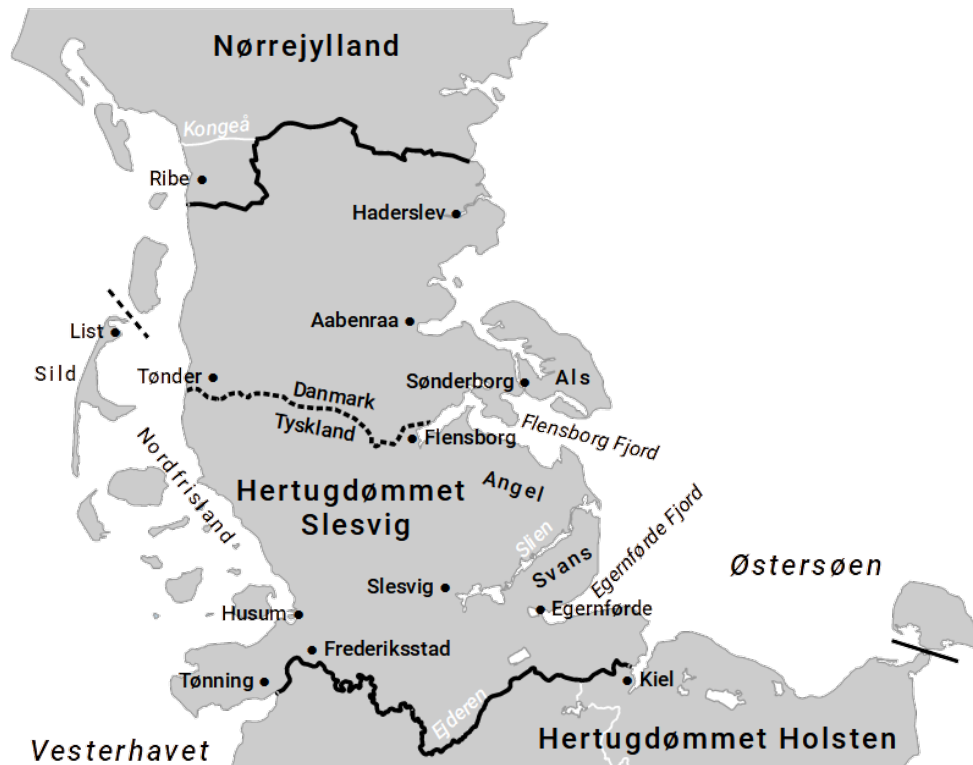 Nørrejylland
Kongeå
Ribe
Haderslev
Aabenraa
List
Sild
Tønder
Sønderborg
Als
Danmark
Tyskland
Flensborg
Flensborg Fjord
Nordfrisland
Angel
Hertugdømmet
Slesvig
Slien
Svans
Egernførde Fjord
Østersøen
Slesvig
Egernførde
Husum
Frederiksstad
Tønning
Kiel
Ejderen
Hertugdømmet Holsten
Vesterhavet